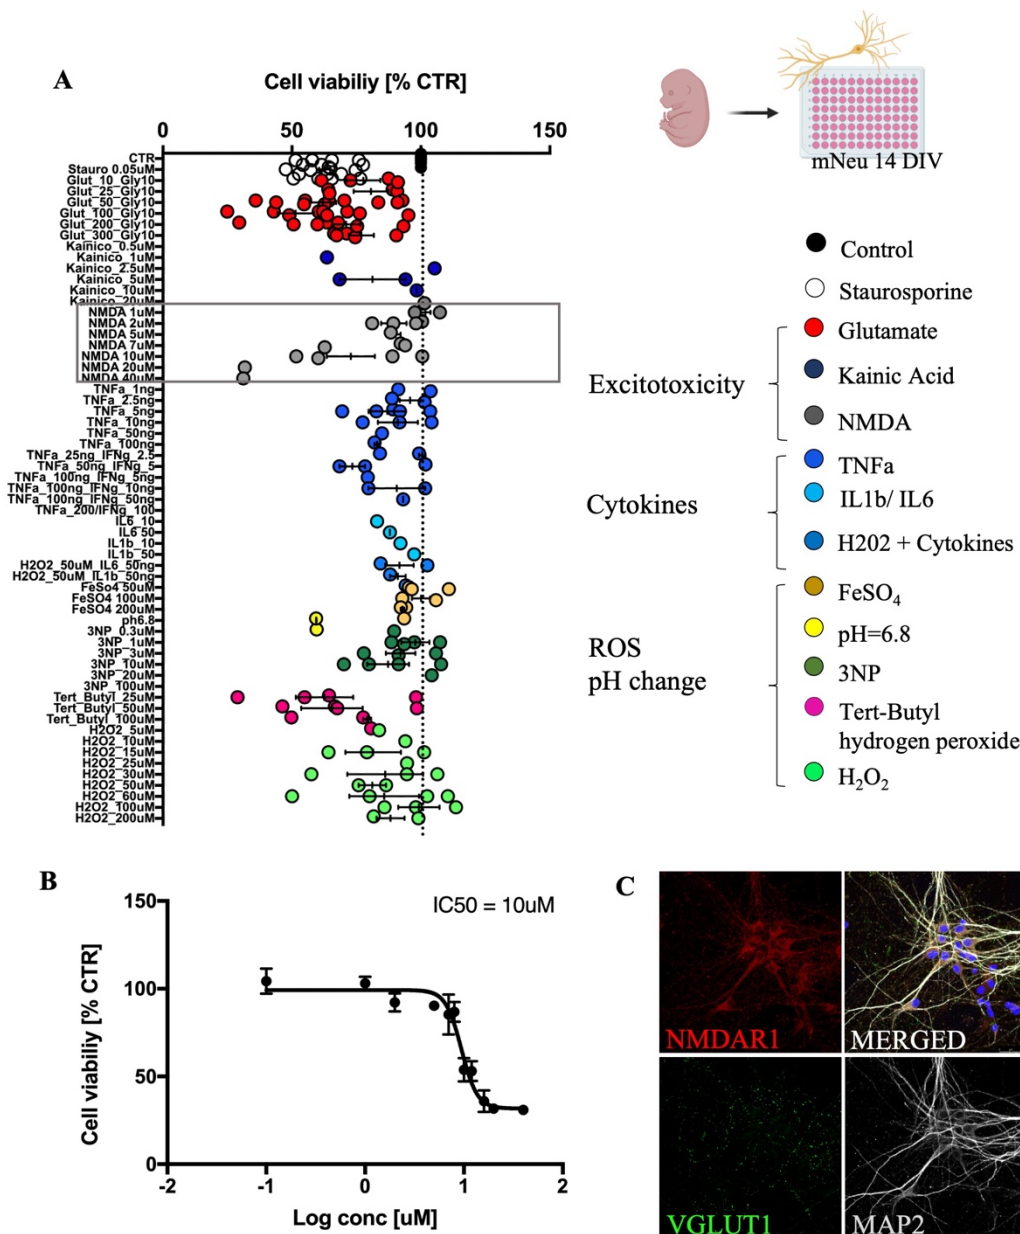 A
Cell viabiliy [% CTR]
0 50 100 150
CTR
Stauro 0.05uM
Glut_10_Gly10
Glut_25_Gly10
Glut_50_Gly10
Glut_100_Gly10
Glut_200_Gly10
Glut_300_Gly10
Kainico_0.5uM
Kainico_1uM
Kainico_2.5uM
Kainico_5uM
Kainico_10uM
Kainico_20uM
NMDA 1uM
NMDA 2uM
NMDA 5uM
NMDA 7uM
NMDA 10uM
NMDA 20uM
NMDA 40uM
TNFa_1ng
TNFa_2.5ng
TNFa_5ng
TNFa_10ng
TNFa_50ng
TNFa_100ng
TNFa_25ng_IFNg_2.5
TNFa_50ng_IFNg_5
TNFa_100ng_IFNg_5ng
TNFa_100ng_IFNg_10ng
TNFa_100ng_IFNg_50ng
TNFa_200/IFNg_100
IL6_10
IL6_50
IL1b_10
IL1b_50
H2O2_50uM_IL6_50ng
H2O2_50uM_IL1b_50ng
FeSo4 50uM
FeSO4 100uM
FeSO4 200uM
ph6.8
3NP_0.3uM
3NP_1uM
3NP_3uM
3NP_10uM
3NP_20uM
3NP_100uM
Tert_Butyl_25uM
Tert_Butyl_50uM
Tert_Butyl_100uM
H2O2_5uM
H2O2_10uM
H2O2_15uM
H2O2_25uM
H2O2_30uM
H2O2_50uM
H2O2_60uM
H2O2_100uM
H2O2_200uM
mNeu 14 DIV
Control
Staurosporine
Excitotoxicity
Glutamate
Kainic Acid
NMDA
Cytokines
TNFa
IL1b/ IL6
H202 + Cytokines
ROS
pH change
FeSO₄
pH=6.8
3NP
Tert-Butyl
hydrogen peroxide
H₂O₂
B
IC50 = 10uM
Cell viabiliy [% CTR]
150
100
50
0
-1 0 1 2
Log conc [uM]
C
NMDAR1
MERGED
VGLUT1
MAP2